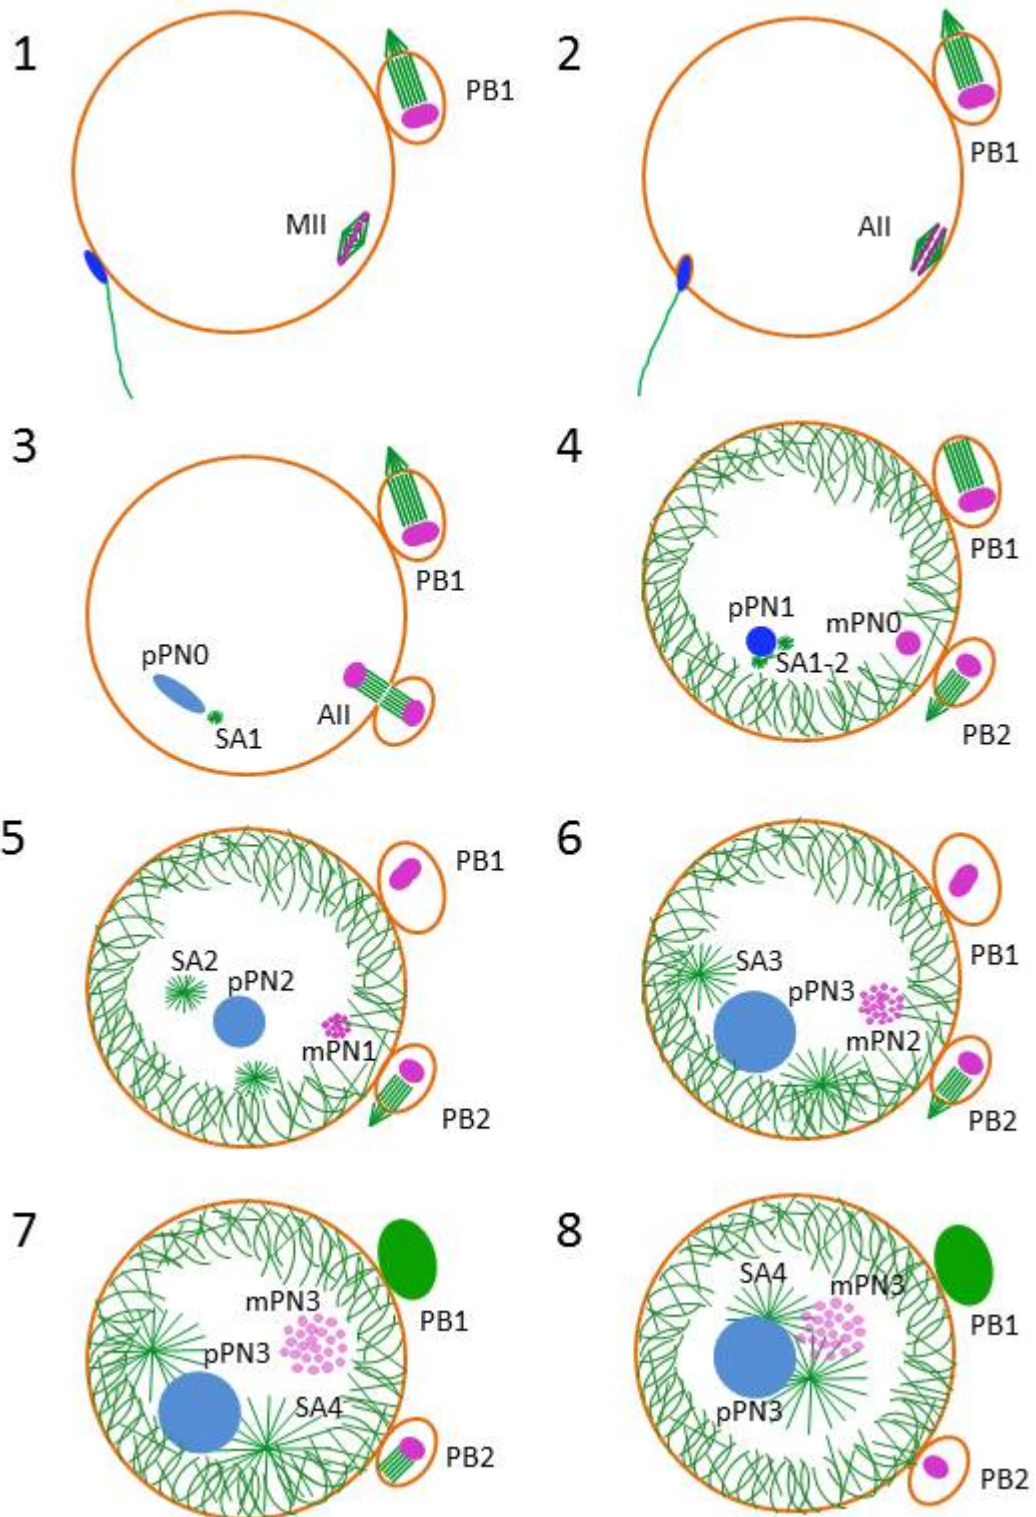 1
PB1
MII
2
PB1
AII
3
PB1
pPN0
SA1
AII
4
PB1
pPN1
mPN0
SA1-2
PB2
5
PB1
SA2
pPN2
mPN1
PB2
6
PB1
SA3
pPN3
mPN2
PB2
7
PB1
mPN3
pPN3
SA4
PB2
8
SA4
mPN3
PB1
pPN3
PB2